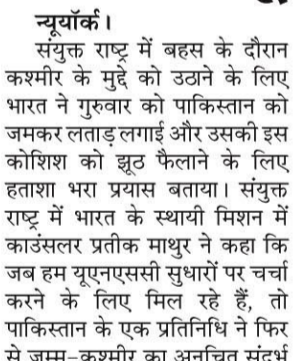 न्यूयॉर्क।
संयुक्त राष्ट्र में बहस के दौरान
कश्मीर के मुद्दे को उठाने के लिए
भारत ने गुरुवार को पाकिस्तान को
जमकर लताड़ लगाई और उसकी इस
कोशिश को झूठ फैलाने के लिए
हताशा भरा प्रयास बताया। संयुक्त
राष्ट्र में भारत के स्थायी मिशन में
काउंसलर प्रतीक माथुर ने कहा कि
जब हम यूएनएससी सुधारों पर चर्चा
करने के लिए मिल रहे हैं, तो
पाकिस्तान के एक प्रतिनिधि ने फिर
से जम्मू-कश्मीर का अनुचित संदर्भ